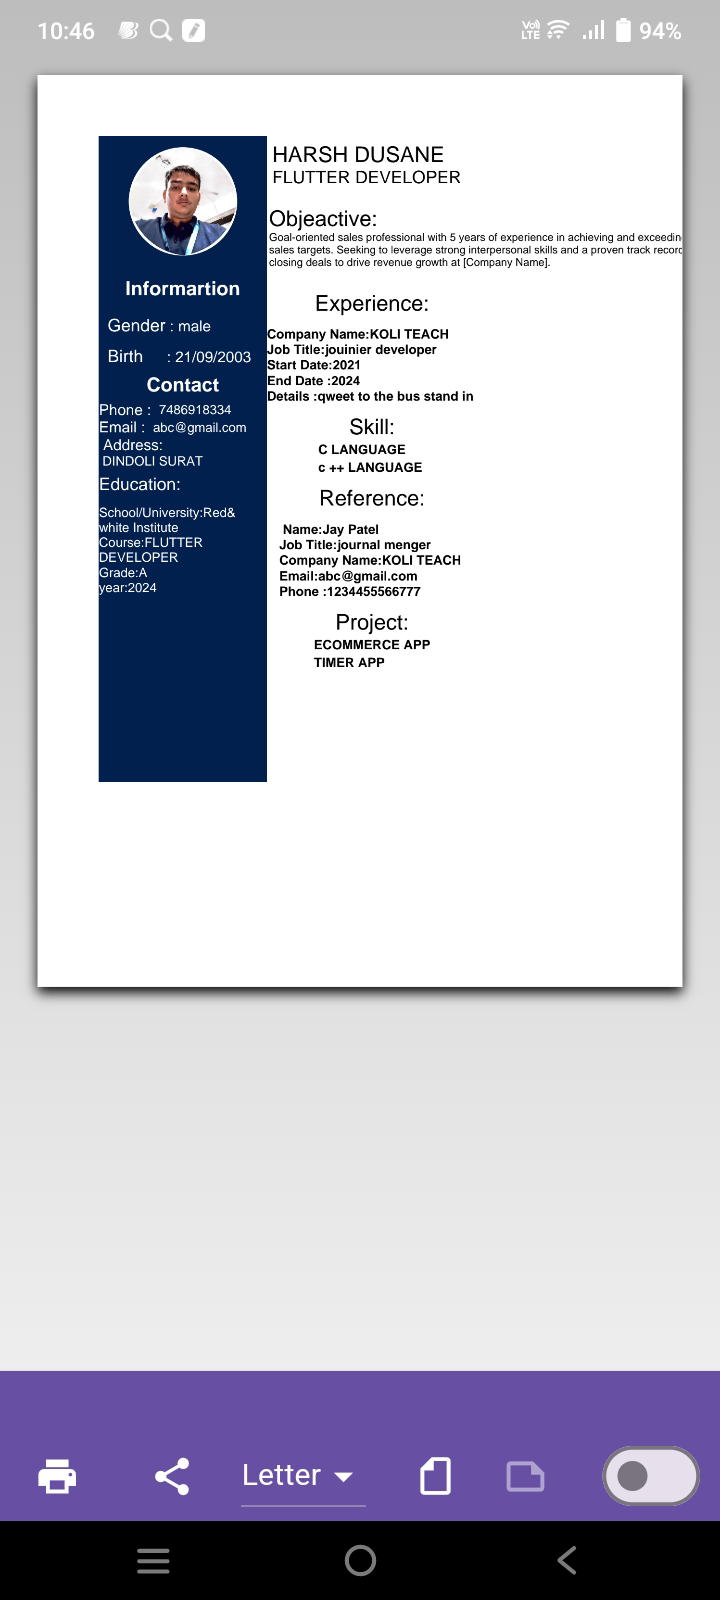 10:46
Vo) LTE
94%
HARSH DUSANE
FLUTTER DEVELOPER
Objeactive:
Goal-oriented sales professional with 5 years of experience in achieving and exceedin
sales targets. Seeking to leverage strong interpersonal skills and a proven track record
closing deals to drive revenue growth at [Company Name].
Informartion
Gender : male
Birth : 21/09/2003
Contact
Phone : 7486918334
Email : abc@gmail.com
Address:
DINDOLI SURAT
Education:
School/University:Red&
white Institute
Course:FLUTTER
DEVELOPER
Grade:A
year:2024
Experience:
Company Name:KOLI TEACH
Job Title:jouinier developer
Start Date:2021
End Date :2024
Details :qweet to the bus stand in
Skill:
C LANGUAGE
c ++ LANGUAGE
Reference:
Name:Jay Patel
Job Title:journal menger
Company Name:KOLI TEACH
Email:abc@gmail.com
Phone :1234455566777
Project:
ECOMMERCE APP
TIMER APP
Letter